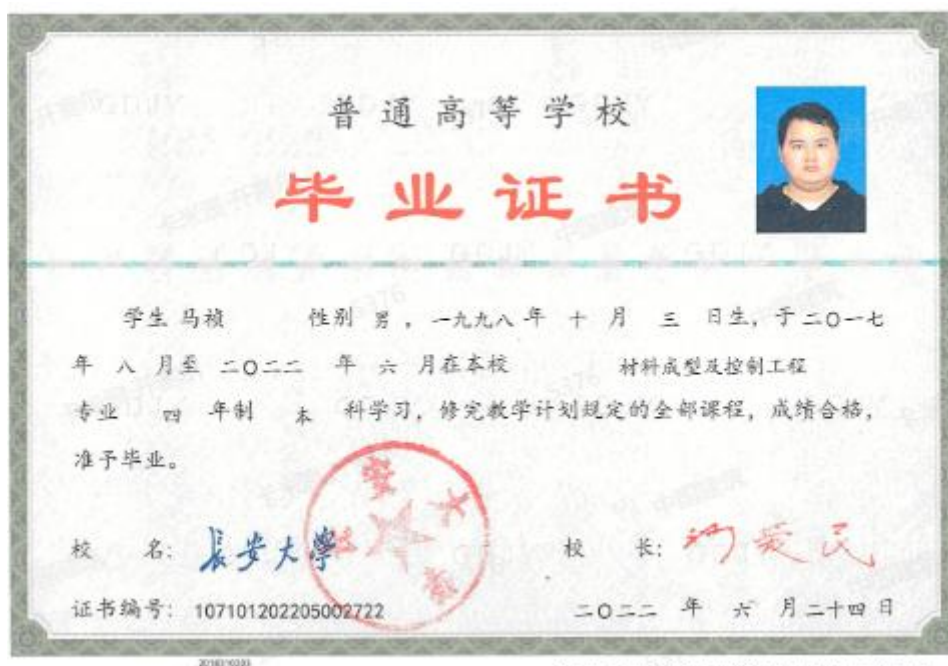 普通高等学校
毕业证书
学生 马桢 性别 男，一九九八 年 十 月 三 日生，于二〇一七
年 八 月至 二〇二二 年 六 月在本校 材料成型及控制工程
专业 四 年制 本 科学习，修完教学计划规定的全部课程，成绩合格，
准予毕业。
校 名：長安大學 校 长：沙爱民
证书编号：107101202205002722 二〇二二 年 六 月二十四日